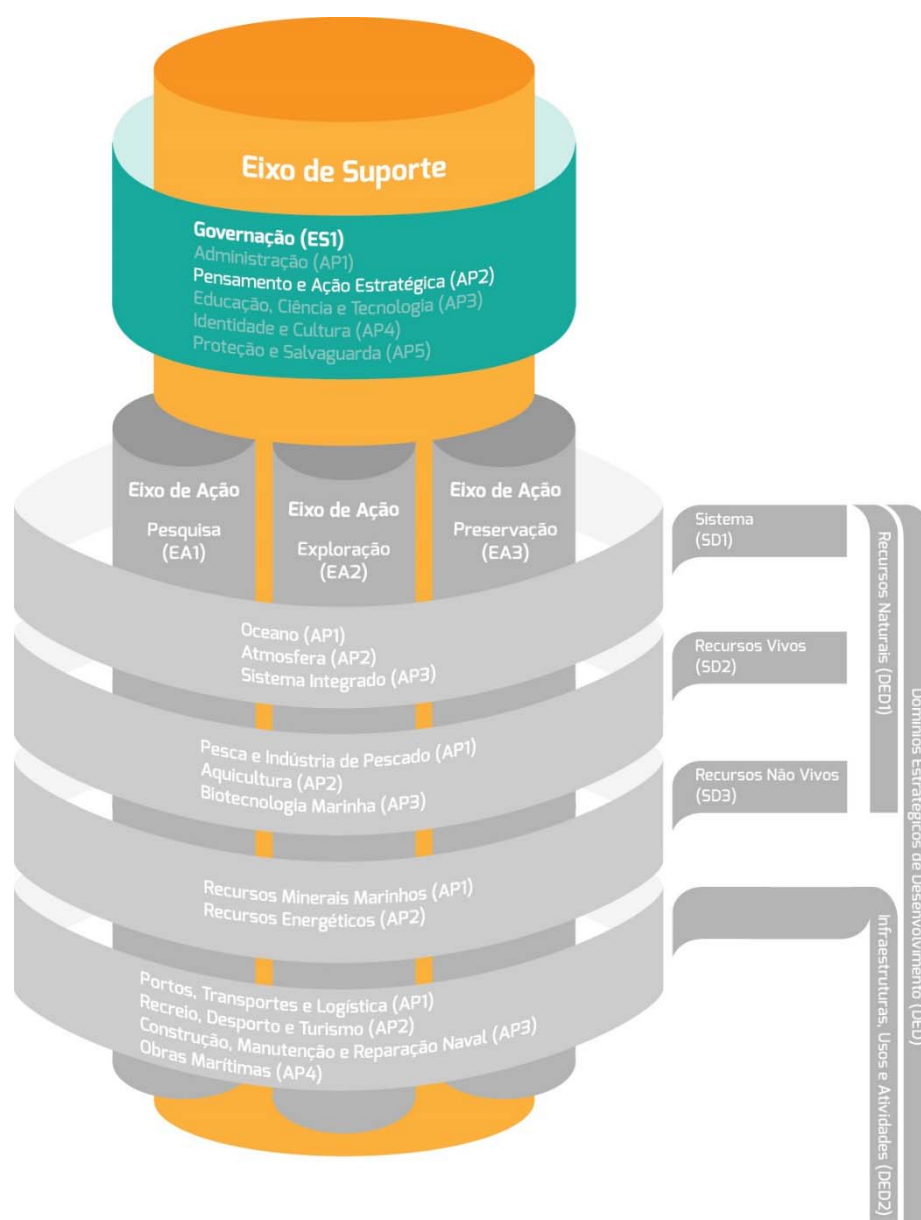 Eixo de Suporte
Governação (ES1)
Administração (AP1)
Pensamento e Ação Estratégica (AP2)
Educação, Ciência e Tecnologia (AP3)
Identidade e Cultura (AP4)
Proteção e Salvaguarda (AP5)
Eixo de Ação
Pesquisa
(EA1)
Eixo de Ação
Exploração
(EA2)
Eixo de Ação
Preservação
(EA3)
Oceano (AP1)
Atmosfera (AP2)
Sistema Integrado (AP3)
Pesca e Indústria de Pescado (AP1)
Aquicultura (AP2)
Biotecnologia Marinha (AP3)
Recursos Minerais Marinhos (AP1)
Recursos Energéticos (AP2)
Portos, Transportes e Logística (AP1)
Recreio, Desporto e Turismo (AP2)
Construção, Manutenção e Reparação Naval (AP3)
Obras Marítimas (AP4)
Sistema
(SD1)
Recursos Vivos
(SD2)
Recursos Não Vivos
(SD3)
Recursos Naturais (DED1)
Infraestruturas, Usos e Atividades (DED2)
Domínios Estratégicos de Desenvolvimento (DED)